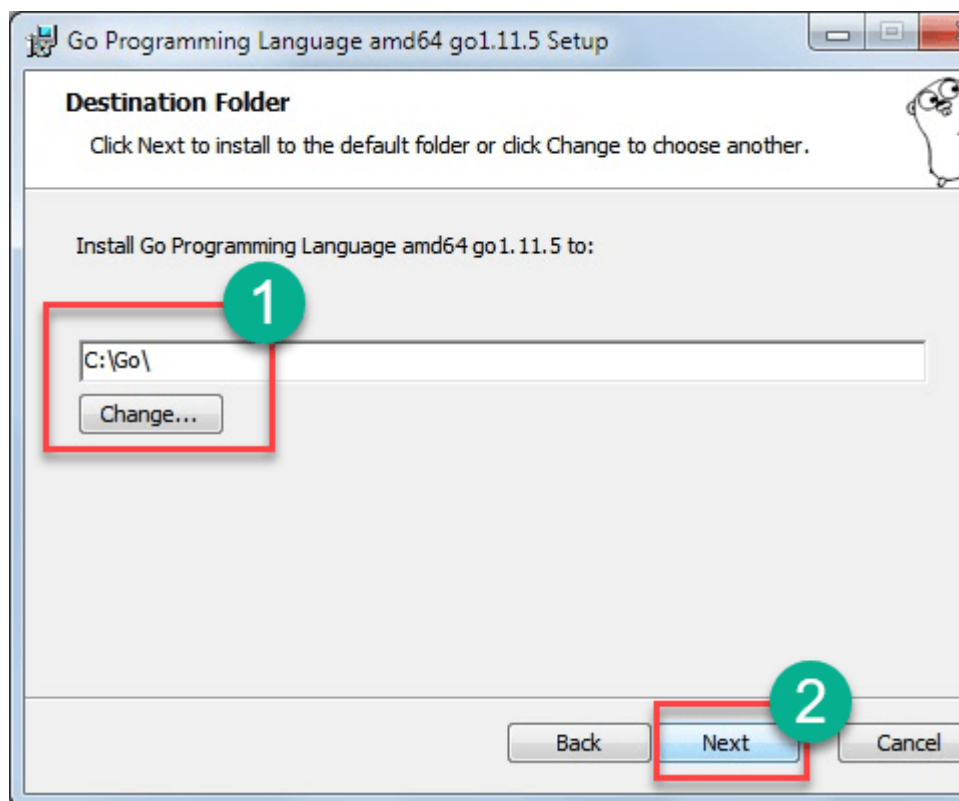 Go Programming Language amd64 go1.11.5 Setup
Destination Folder
Click Next to install to the default folder or click Change to choose another.
Install Go Programming Language amd64 go1.11.5 to:
1
C:\Go\
Change...
2
Back
Next
Cancel